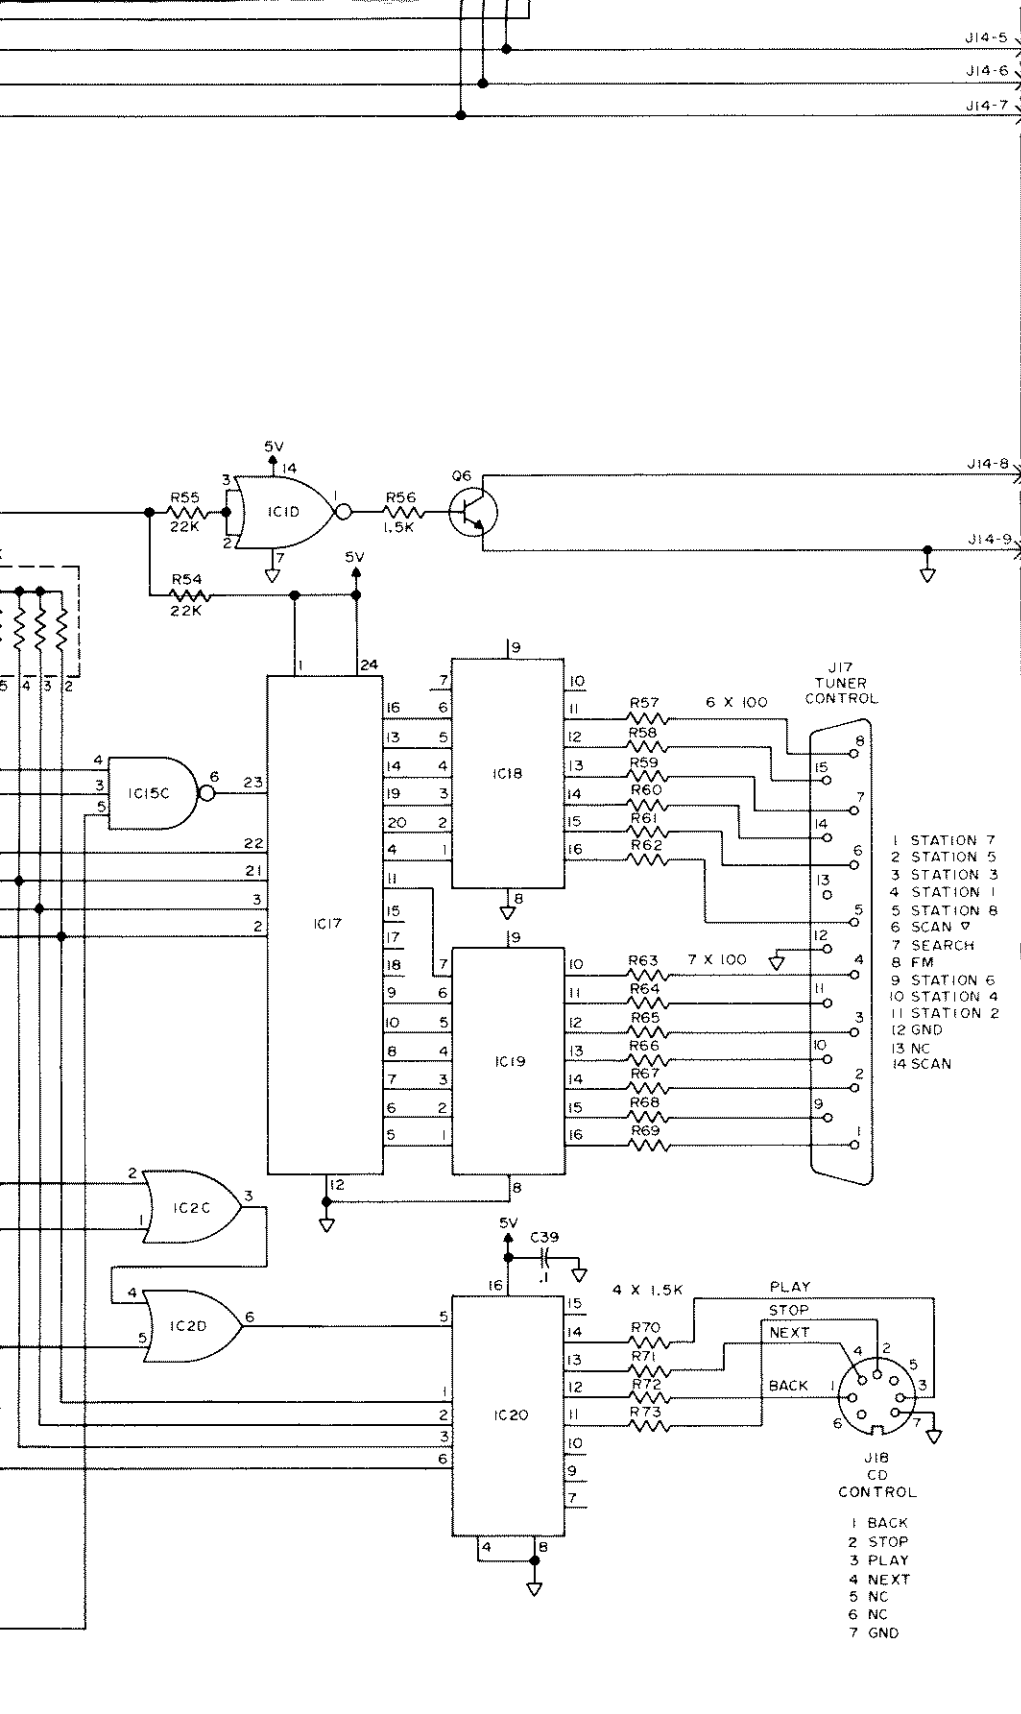 J14-5
J14-6
J14-7
5V
14
3
R55
22K
IC1D
1
R56
1.5K
Q6
2
7
J14-8
J14-9
R54
22K
5V
5 4 3 2
1
24
9
7
6
5
4
3
2
1
IC18
10
11
12
13
14
15
16
8
R57
R58
R59
R60
R61
R62
6 X 100
J17
TUNER
CONTROL
8
15
7
14
6
13
5
12
4
11
3
10
2
9
1
4
3
5
IC15C
6
23
22
21
3
2
IC17
16
13
14
19
20
4
11
15
17
18
9
10
8
7
6
5
12
9
7
6
5
4
3
2
1
IC19
10
11
12
13
14
15
16
8
R63
R64
R65
R66
R67
R68
R69
7 X 100
1 STATION 7
2 STATION 5
3 STATION 3
4 STATION 1
5 STATION 8
6 SCAN ▽
7 SEARCH
8 FM
9 STATION 6
10 STATION 4
11 STATION 2
12 GND
13 NC
14 SCAN
2
1
IC2C
3
4
5
IC2D
6
5V
C39
.1
16
5
1
2
3
6
IC20
15
14
13
12
11
10
9
7
4
8
4 X 1.5K
R70
R71
R72
R73
PLAY
STOP
NEXT
BACK
4
2
5
1
3
6
7
J18
CD
CONTROL
1 BACK
2 STOP
3 PLAY
4 NEXT
5 NC
6 NC
7 GND